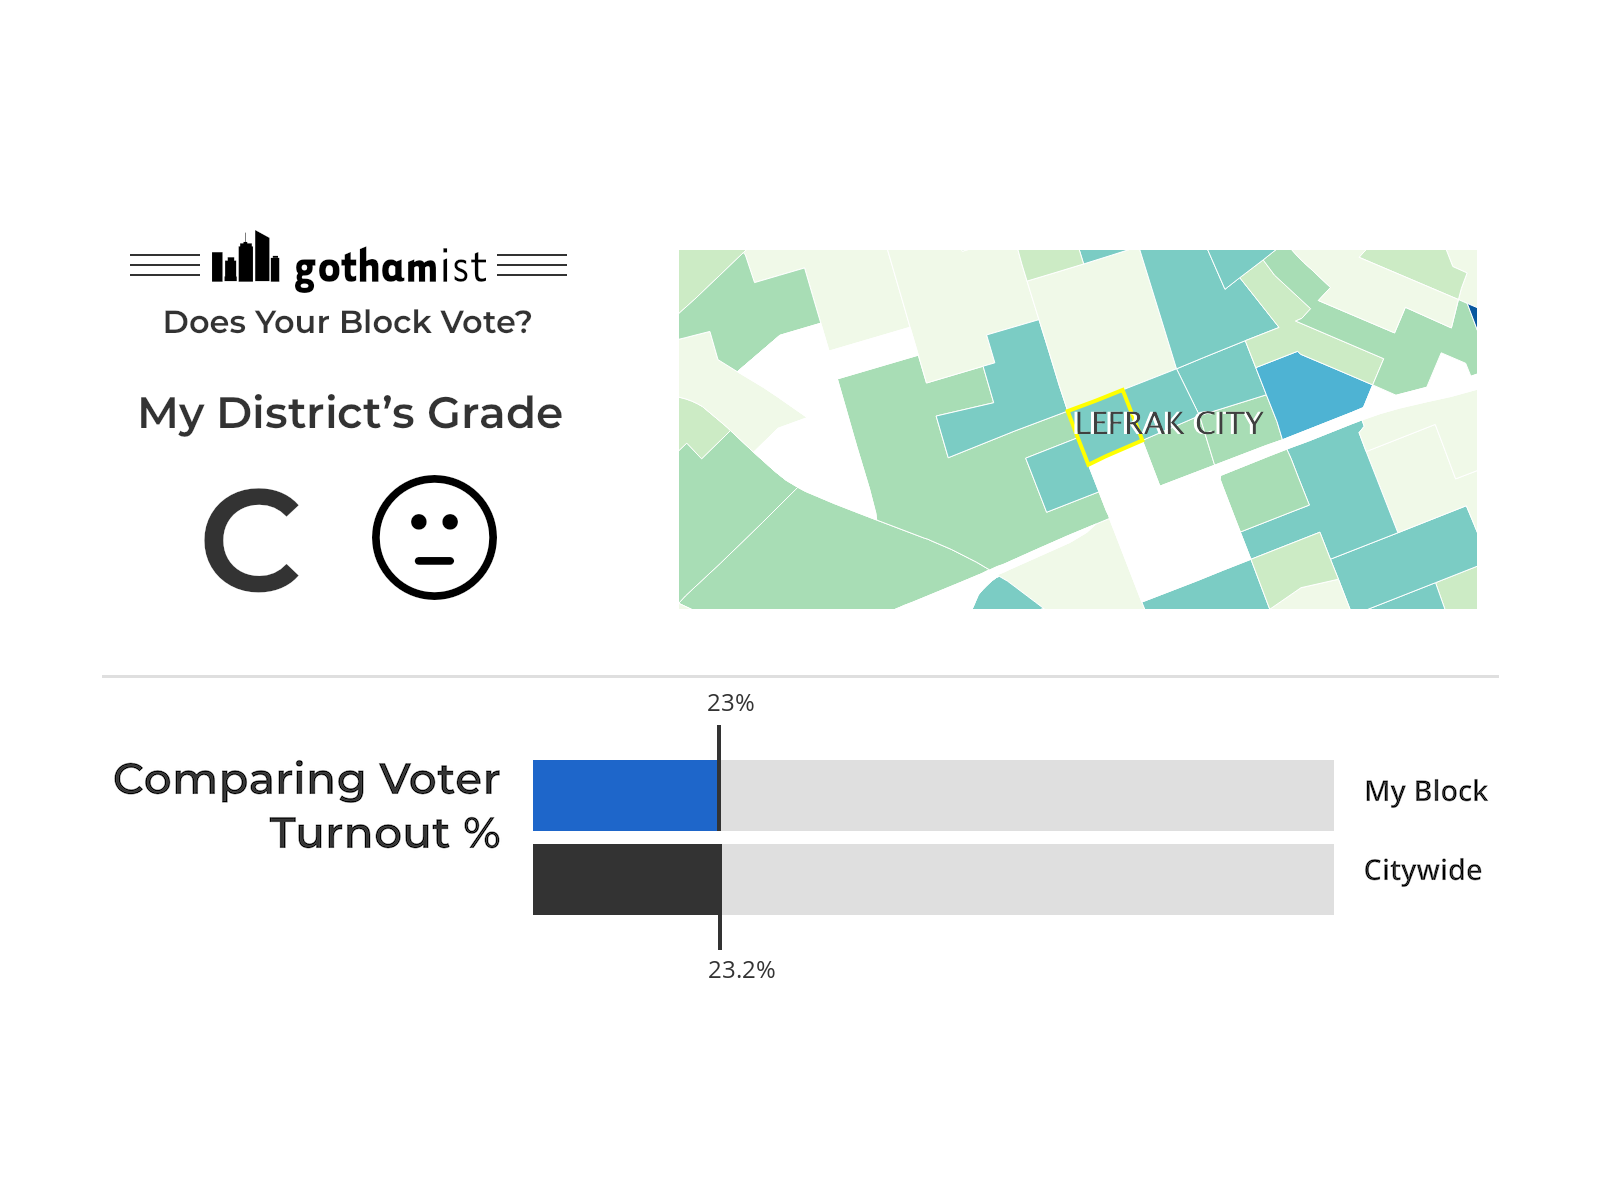 gothamist
Does Your Block Vote?
My District’s Grade
C
LEFRAK CITY
23%
Comparing Voter
Turnout %
My Block
Citywide
23.2%